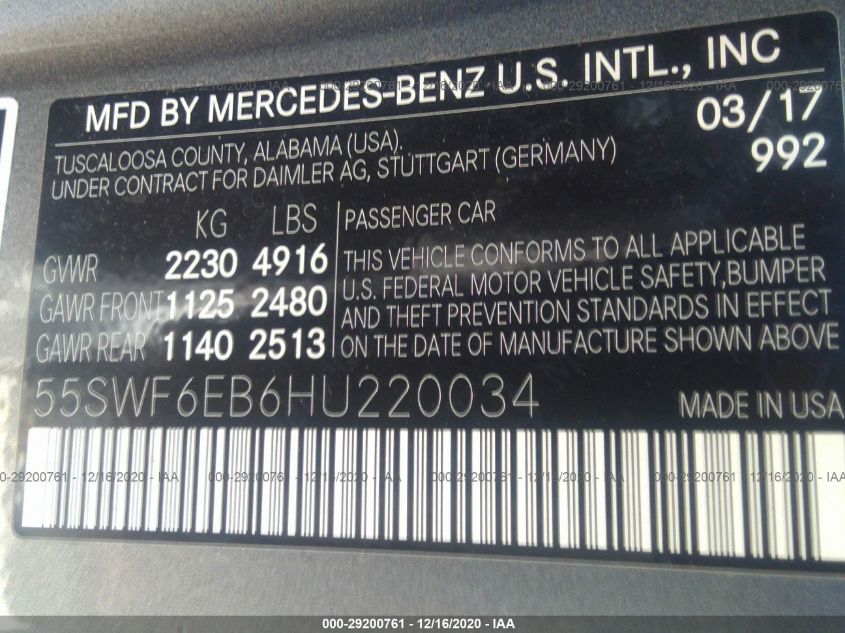 MFD BY MERCEDES-BENZ U.S. INTL., INC
TUSCALOOSA COUNTY, ALABAMA (USA).
UNDER CONTRACT FOR DAIMLER AG, STUTTGART (GERMANY)
03/17
992
KG LBS
GVWR 2230 4916
GAWR FRONT 1125 2480
GAWR REAR 1140 2513
PASSENGER CAR
THIS VEHICLE CONFORMS TO ALL APPLICABLE
U.S. FEDERAL MOTOR VEHICLE SAFETY, BUMPER
AND THEFT PREVENTION STANDARDS IN EFFECT
ON THE DATE OF MANUFACTURE SHOWN ABOVE
55SWF6EB6HU220034
MADE IN USA
000-29200761 - 12/16/2020 - IAA